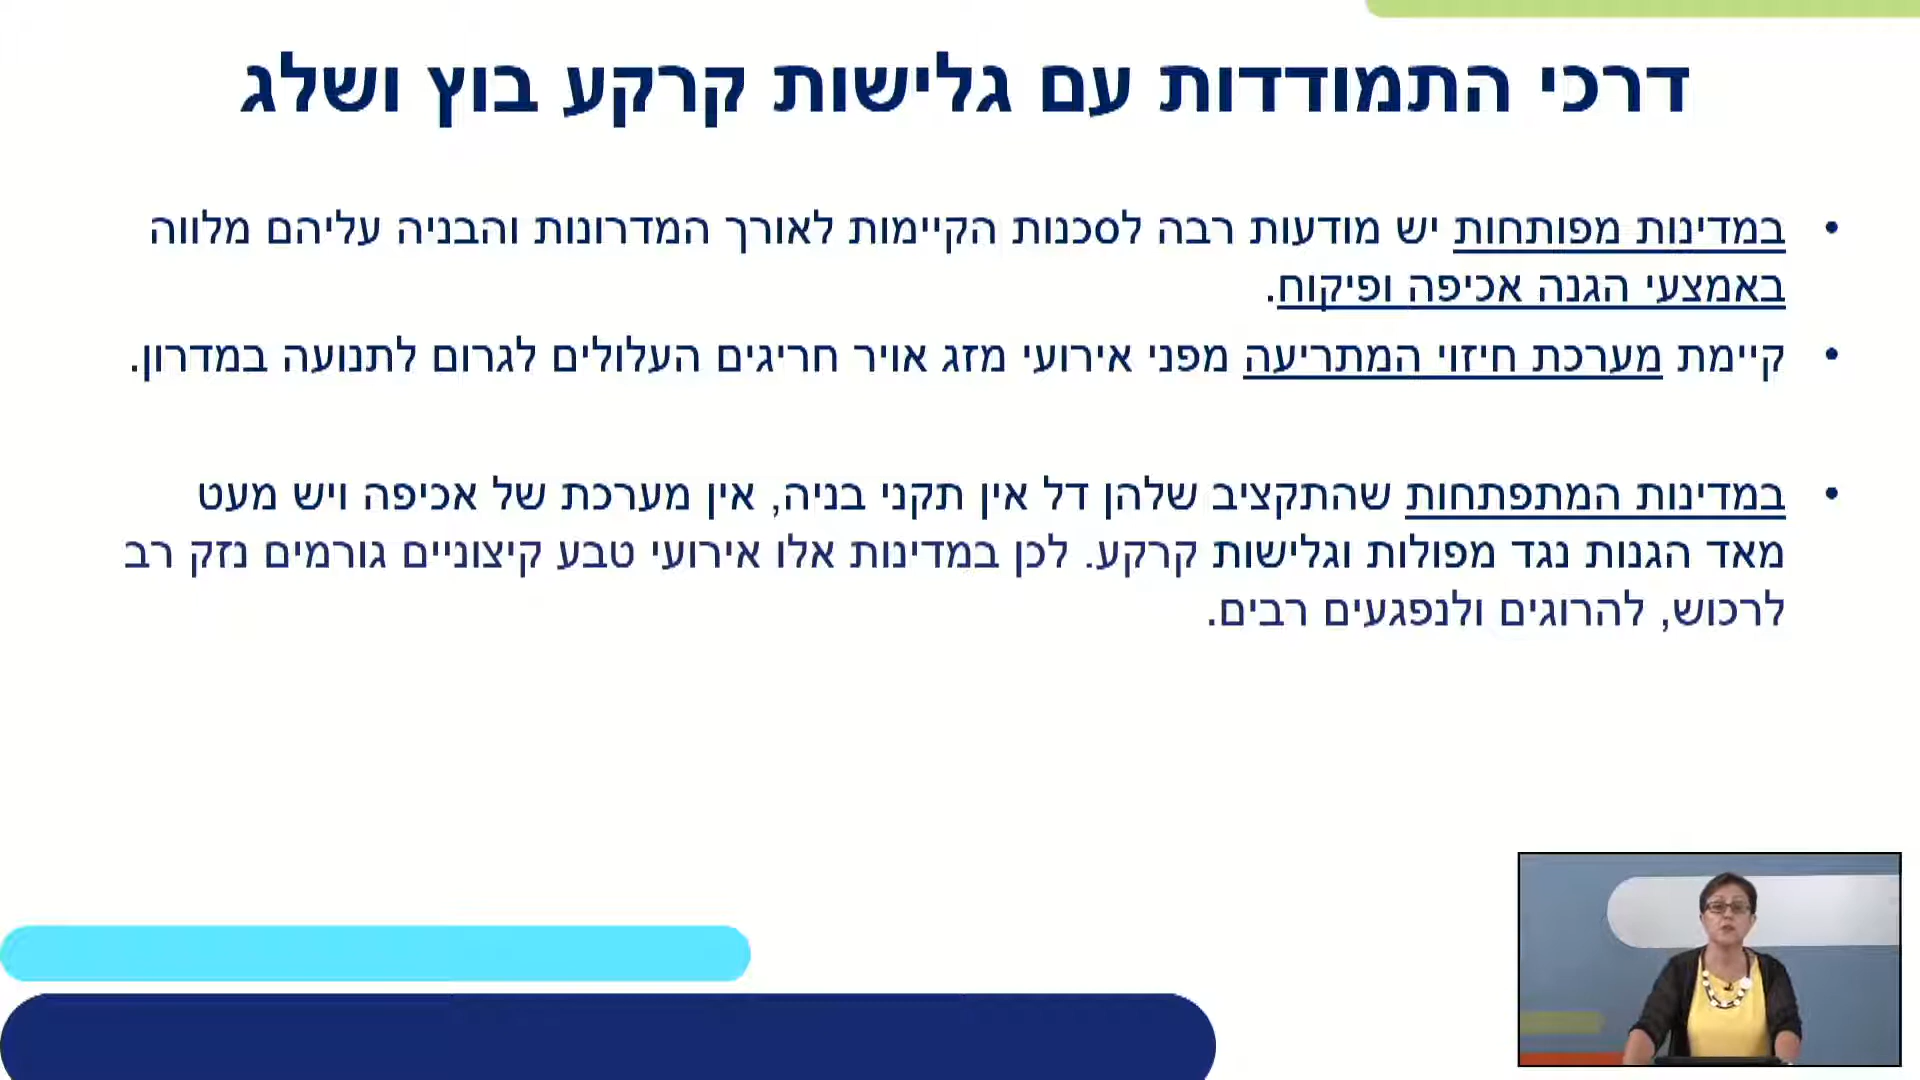 דרכי התמודדות עם גלישות קרקע בוץ ושלג
• במדינות מפותחות יש מודעות רבה לסכנות הקיימות לאורך המדרונות והבניה עליהם מלווה
באמצעי הגנה אכיפה ופיקוח.
• קיימת מערכת חיזוי המתריעה מפני אירועי מזג אויר חריגים העלולים לגרום לתנועה במדרון.
• במדינות המתפתחות שהתקציב שלהן דל אין תקני בניה, אין מערכת של אכיפה ויש מעט
מאד הגנות נגד מפולות וגלישות קרקע. לכן במדינות אלו אירועי טבע קיצוניים גורמים נזק רב
לרכוש, להרוגים ולנפגעים רבים.